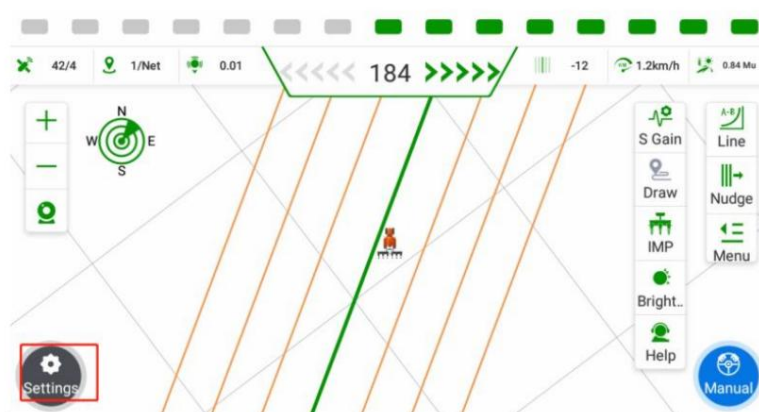 42/4
1/Net
0.01
<<<<< 184 >>>>>
-12
1.2km/h
0.84 Mu
N
W E
S
S Gain
Draw
IMP
Bright..
Help
A-B
Line
Nudge
Menu
Settings
Manual